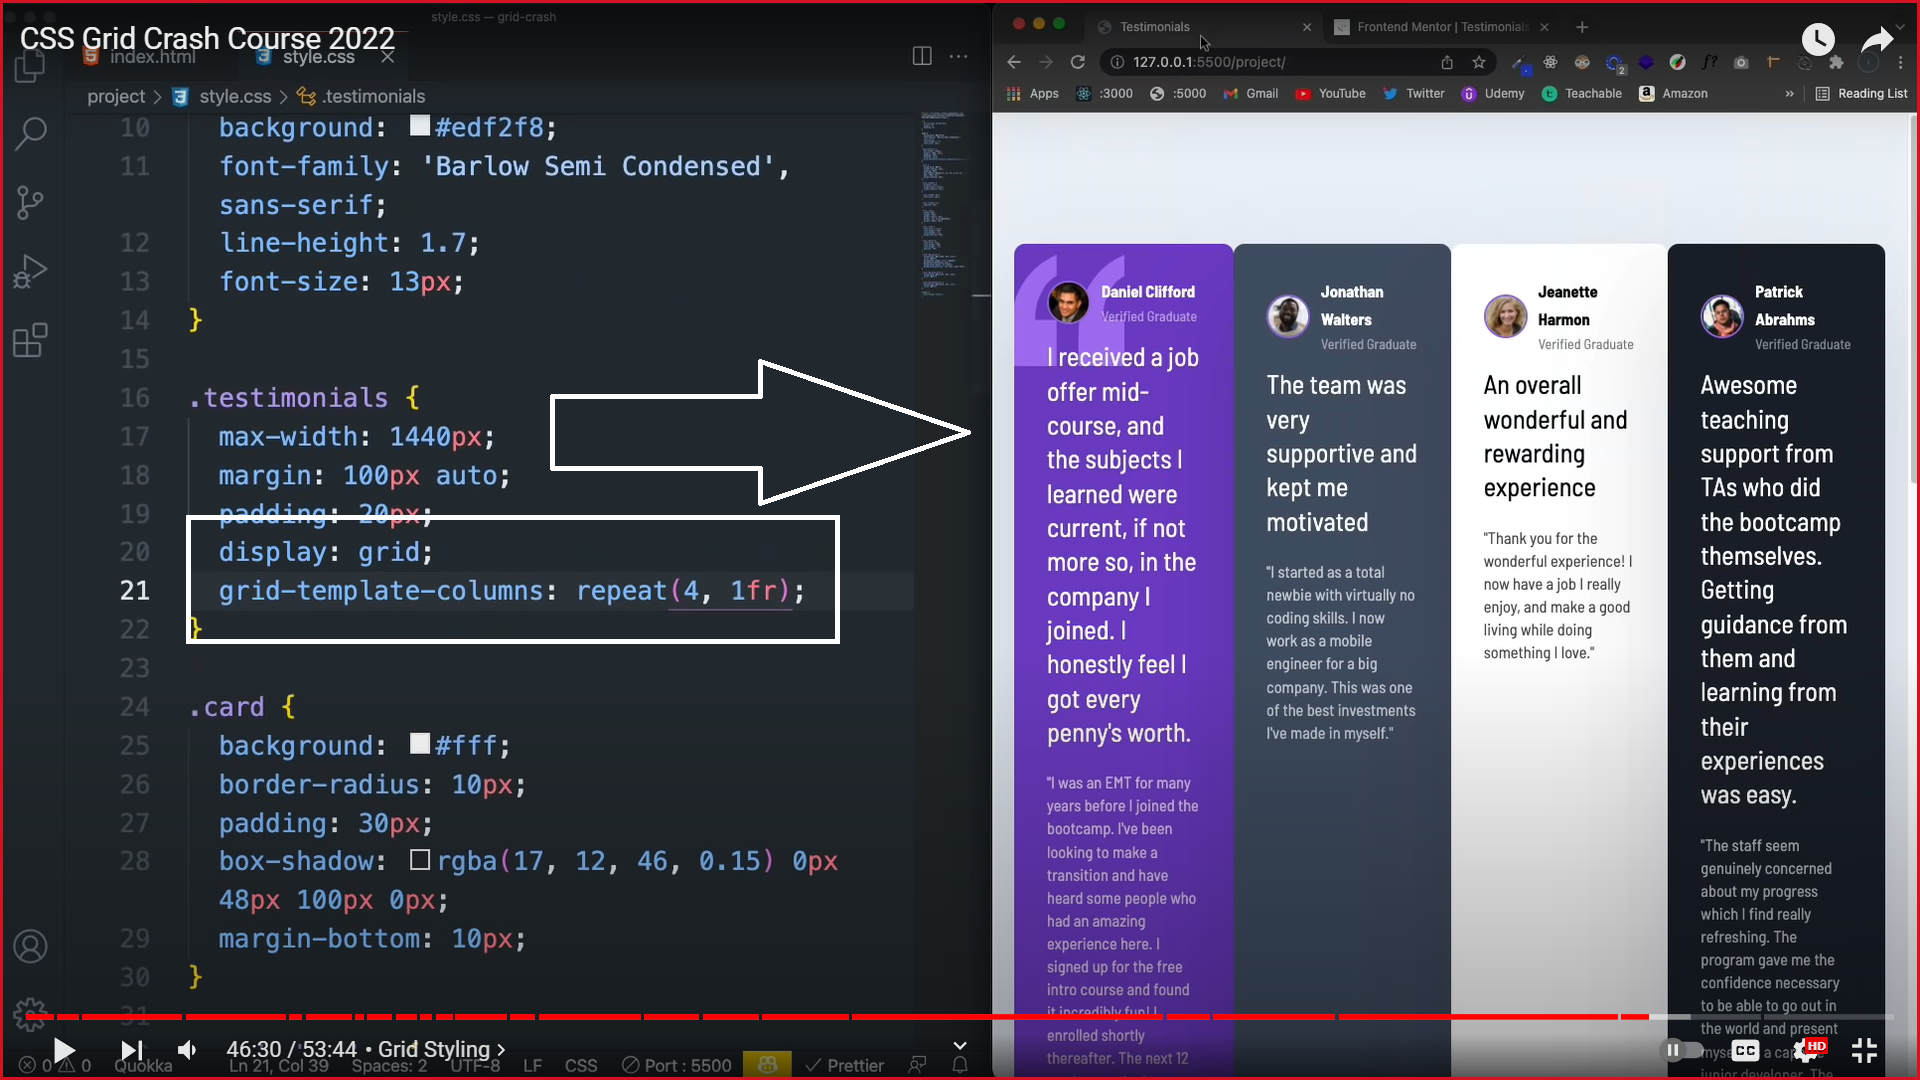 style.css — grid-crash
CSS Grid Crash Course 2022
index.html
style.css
project > style.css > .testimonials
10 background: #edf2f8;
11 font-family: 'Barlow Semi Condensed',
sans-serif;
12 line-height: 1.7;
13 font-size: 13px;
14 }
15
16 .testimonials {
17 max-width: 1440px;
18 margin: 100px auto;
19 padding: 20px;
20 display: grid;
21 grid-template-columns: repeat(4, 1fr);
22 }
23
24 .card {
25 background: #fff;
26 border-radius: 10px;
27 padding: 30px;
28 box-shadow: rgba(17, 12, 46, 0.15) 0px
48px 100px 0px;
29 margin-bottom: 10px;
30 }
31
46:30 / 53:44 • Grid Styling >
0 0 Quokka Ln 21, Col 39 Spaces: 2 UTF-8 LF CSS Port : 5500 Prettier
Testimonials
Frontend Mentor | Testimonials
127.0.0.1:5500/project/
f?
2
Apps :3000 :5000 Gmail YouTube Twitter Udemy Teachable Amazon » Reading List
Daniel Clifford
Verified Graduate
I received a job
offer mid-
course, and
the subjects I
learned were
current, if not
more so, in the
company I
joined. I
honestly feel I
got every
penny's worth.
"I was an EMT for many
years before I joined the
bootcamp. I've been
looking to make a
transition and have
heard some people who
had an amazing
experience here. I
signed up for the free
intro course and found
it incredibly fun! I
enrolled shortly
thereafter. The next 12
Jonathan
Walters
Verified Graduate
The team was
very
supportive and
kept me
motivated
"I started as a total
newbie with virtually no
coding skills. I now
work as a mobile
engineer for a big
company. This was one
of the best investments
I've made in myself."
Jeanette
Harmon
Verified Graduate
An overall
wonderful and
rewarding
experience
"Thank you for the
wonderful experience! I
now have a job I really
enjoy, and make a good
living while doing
something I love."
Patrick
Abrahms
Verified Graduate
Awesome
teaching
support from
TAs who did
the bootcamp
themselves.
Getting
guidance from
them and
learning from
their
experiences
was easy.
"The staff seem
genuinely concerned
about my progress
which I find really
refreshing. The
program gave me the
confidence necessary
to be able to go out in
the world and present
junior developer. The
CC
HD